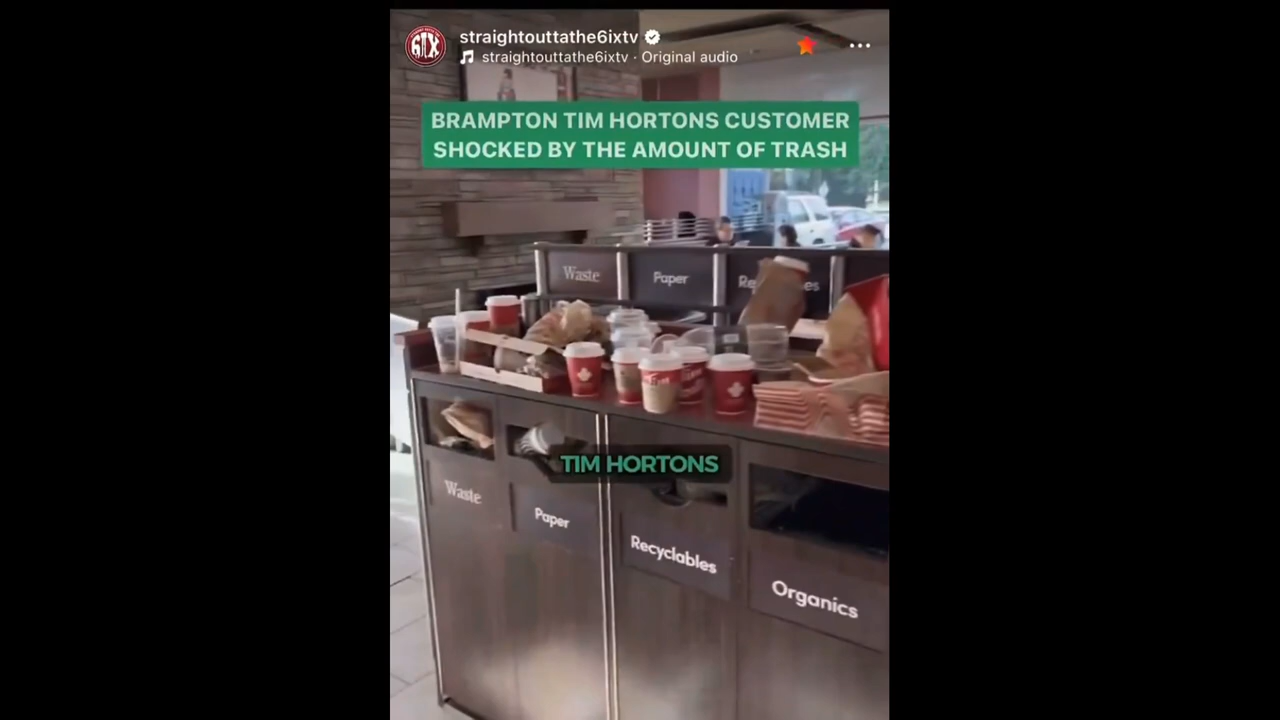 6IX
straightouttathe6ixtv
straightouttathe6ixtv · Original audio
BRAMPTON TIM HORTONS CUSTOMER
SHOCKED BY THE AMOUNT OF TRASH
Waste
Paper
TIM HORTONS
Waste
Paper
Recyclables
Organics